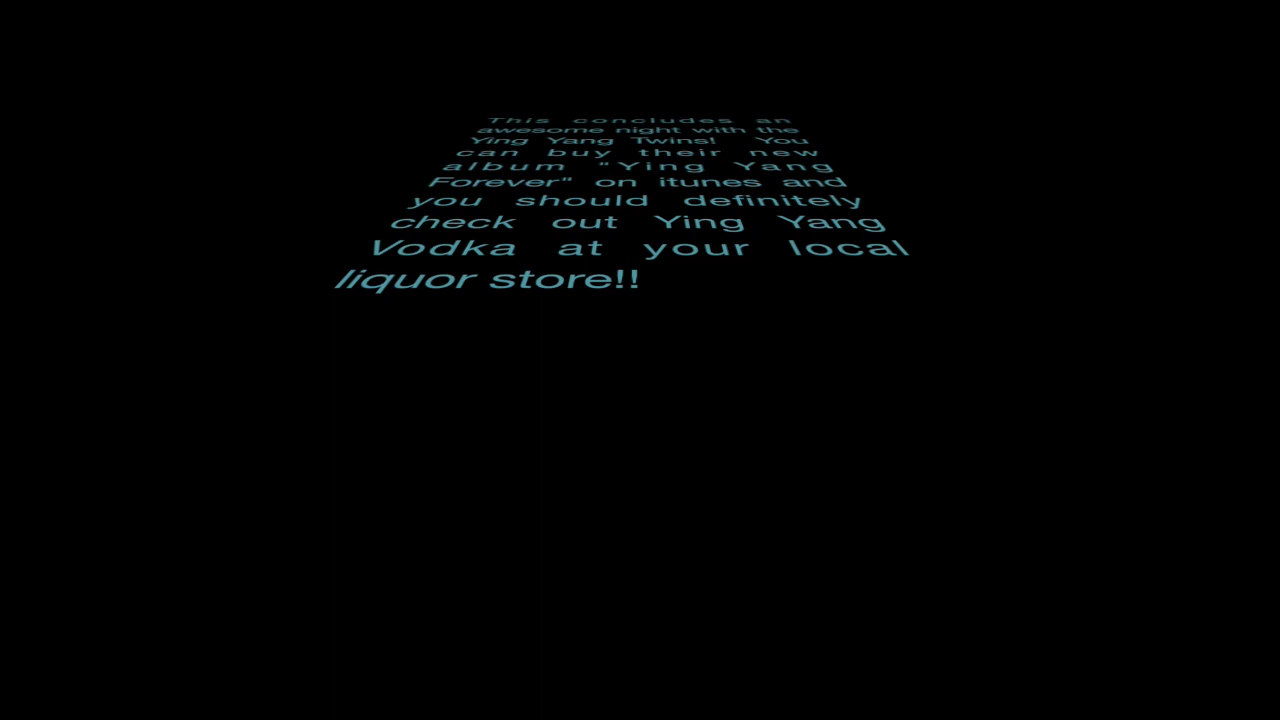 This concludes an
awesome night with the
Ying Yang Twins! You
can buy their new
album "Ying Yang
Forever" on itunes and
you should definitely
check out Ying Yang
Vodka at your local
liquor store!!